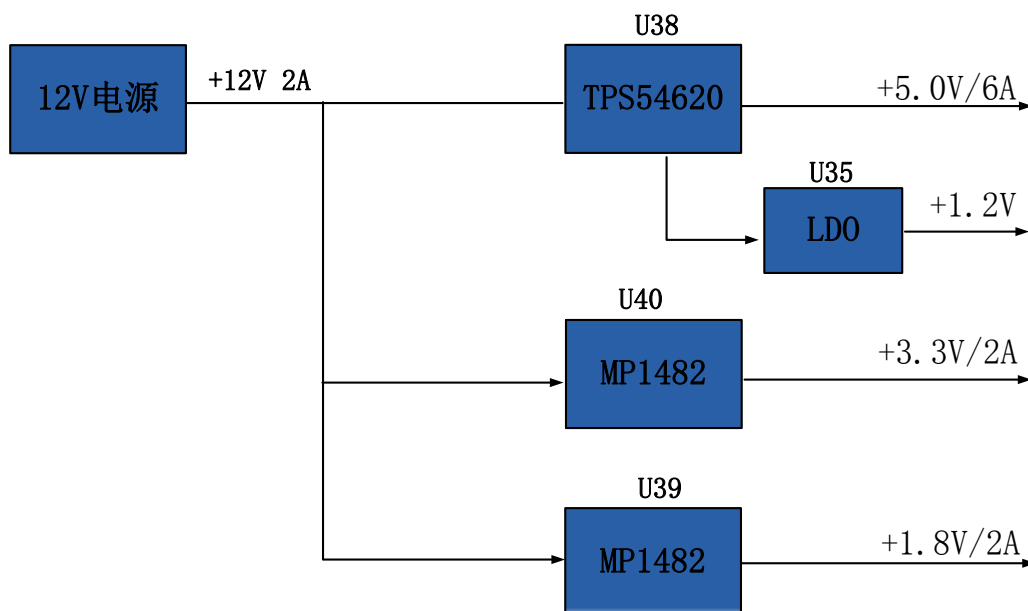 U38
12V电源
+12V 2A
TPS54620
+5.0V/6A
U35
LDO
+1.2V
U40
MP1482
+3.3V/2A
U39
MP1482
+1.8V/2A